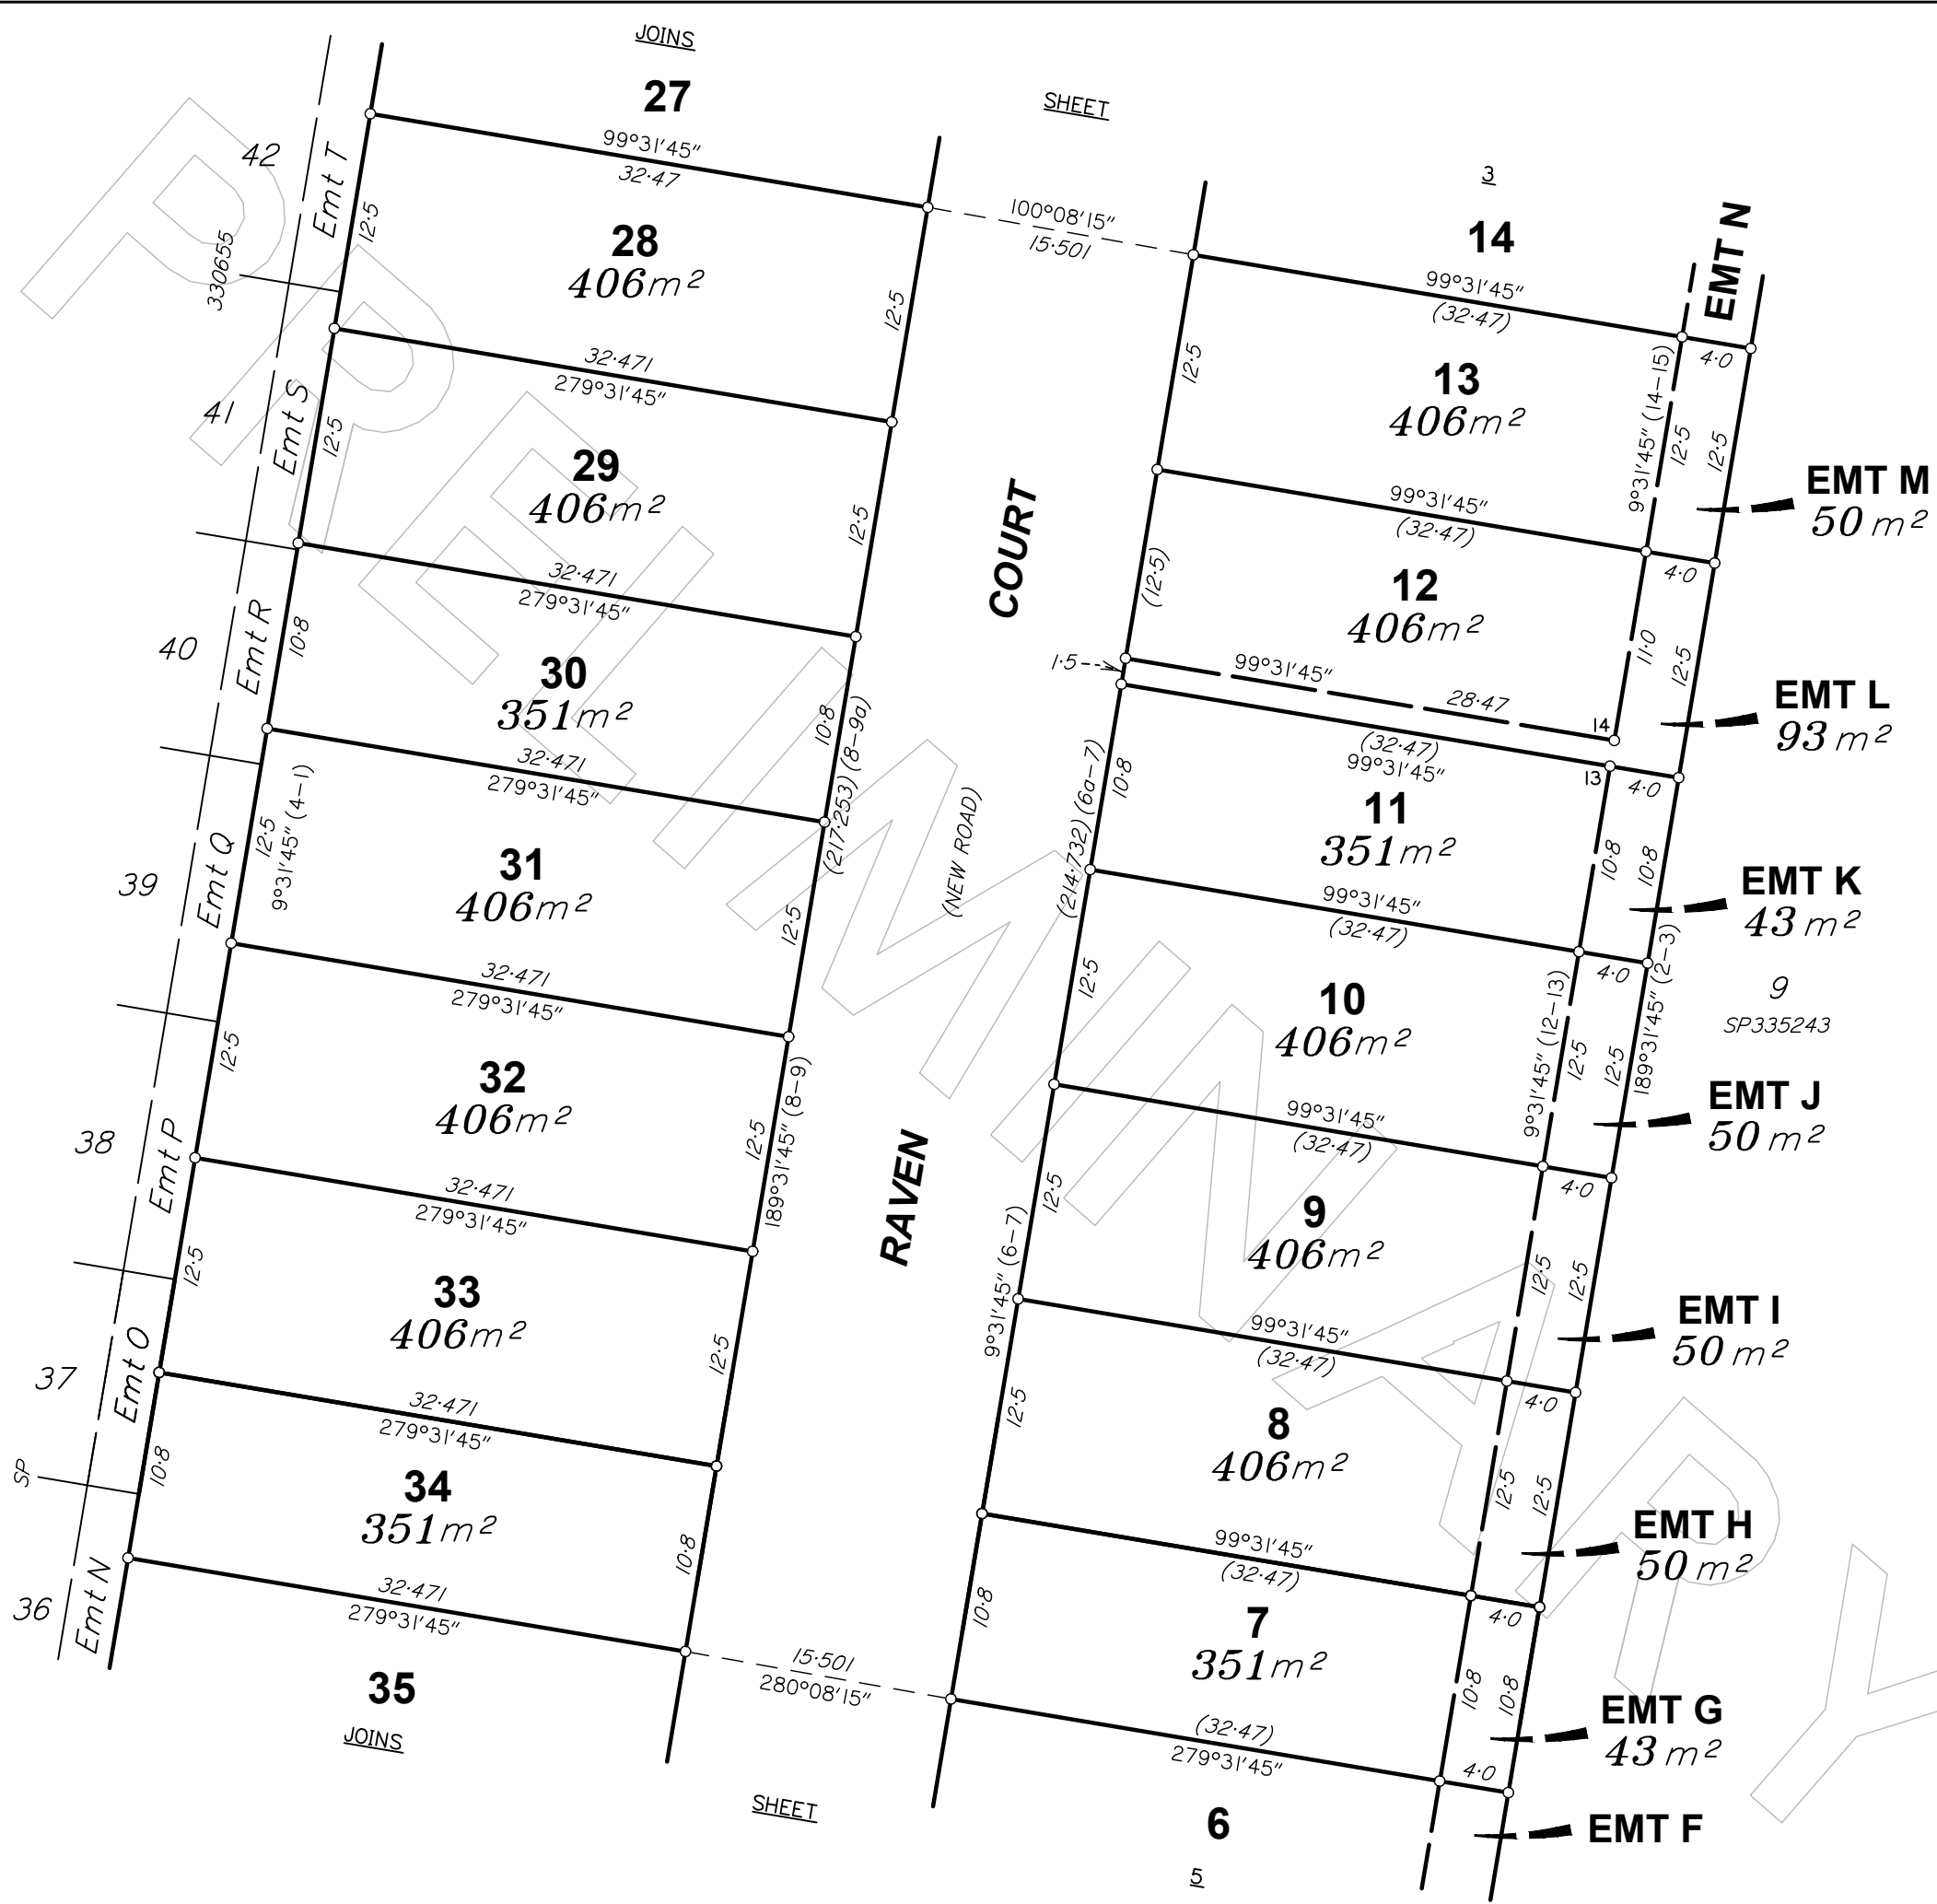 JOINS
27
SHEET
99°31'45"
32·47
42
Emt T
12·5
28
406m²
12·5
330655
100°08'15"
15·501
3
14
EMT N
99°31'45"
(32·47)
4·0
12·5
13
406m²
9°31'45" (14-15)
12·5
12·5
EMT M
50 m²
32·471
279°31'45"
41
Emt S
12·5
29
406m²
12·5
COURT
99°31'45"
(32·47)
4·0
(12·5)
12
406m²
11·0
12·5
EMT L
93 m²
1·5
99°31'45"
28·47
14
32·471
279°31'45"
40
Emt R
10·8
30
351m²
10·8
(217·253) (8-9a)
(32·47)
99°31'45"
13
4·0
10·8
(214·732) (6a-7)
11
351m²
10·8
10·8
EMT K
43 m²
32·471
279°31'45"
39
Emt Q
12·5
9°31'45" (4-1)
31
406m²
12·5
(NEW ROAD)
99°31'45"
(32·47)
4·0
12·5
10
406m²
9°31'45" (12-13)
12·5
12·5
189°31'45" (2-3)
9
SP335243
EMT J
50 m²
32·471
279°31'45"
38
Emt P
12·5
32
406m²
12·5
189°31'45" (8-9)
RAVEN
99°31'45"
(32·47)
4·0
12·5
9°31'45" (6-7)
9
406m²
12·5
12·5
EMT I
50 m²
32·471
279°31'45"
37
Emt O
12·5
33
406m²
12·5
99°31'45"
(32·47)
4·0
12·5
8
406m²
12·5
12·5
EMT H
50 m²
32·471
279°31'45"
SP
10·8
34
351m²
10·8
99°31'45"
(32·47)
4·0
10·8
7
351m²
10·8
10·8
EMT G
43 m²
36
Emt N
32·471
279°31'45"
15·501
280°08'15"
(32·47)
279°31'45"
4·0
35
JOINS
SHEET
6
5
EMT F
PRELIMINARY